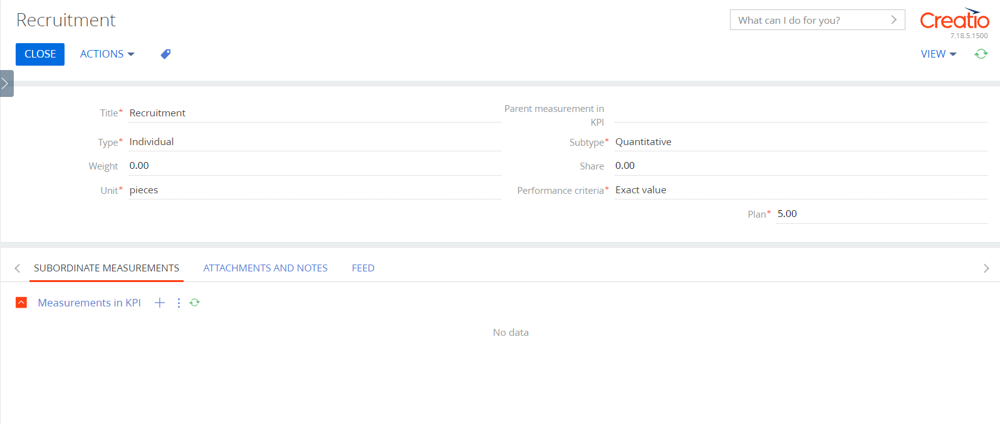 Recruitment
What can I do for you?
Creatio
7.18.5.1500
CLOSE
ACTIONS
VIEW
Title* Recruitment
Parent measurement in
KPI
Type* Individual
Subtype* Quantitative
Weight 0.00
Share 0.00
Unit* pieces
Performance criteria* Exact value
Plan* 5.00
SUBORDINATE MEASUREMENTS
ATTACHMENTS AND NOTES
FEED
Measurements in KPI
No data